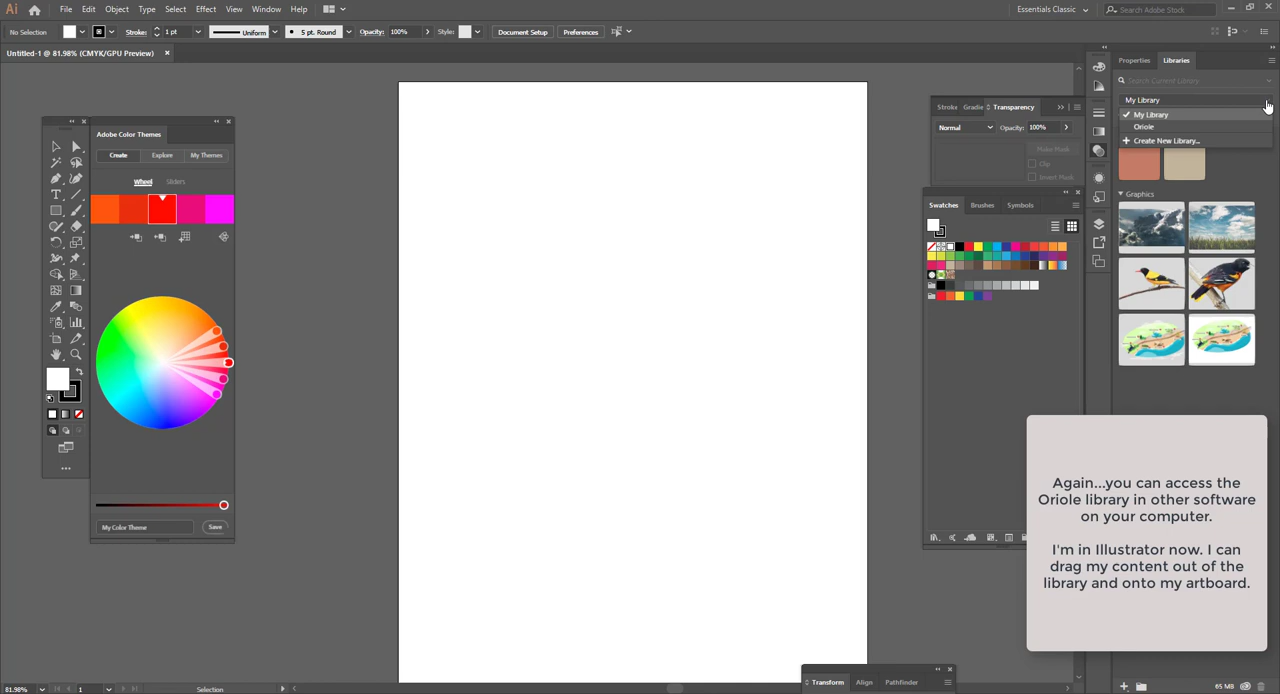 Ai File Edit Object Type Select Effect View Window Help Essentials Classic Search Adobe Stock
No Selection Stroke: 1 pt Uniform 5 pt. Round Opacity: 100% Style: Document Setup Preferences
Untitled-1 @ 81.98% (CMYK/GPU Preview)
Adobe Color Themes
Create Explore My Themes
Wheel Sliders
My Color Theme Save
Stroke Gradie Transparency
Normal Opacity: 100%
Make Mask
Clip
Invert Mask
Swatches Brushes Symbols
Properties Libraries
Search Current Library
My Library
My Library
Oriole
Create New Library...
Graphics
Again...you can access the
Oriole library in other software
on your computer.
I'm in Illustrator now. I can
drag my content out of the
library and onto my artboard.
Transform Align Pathfinder
81.98% 1 Selection
65 MB